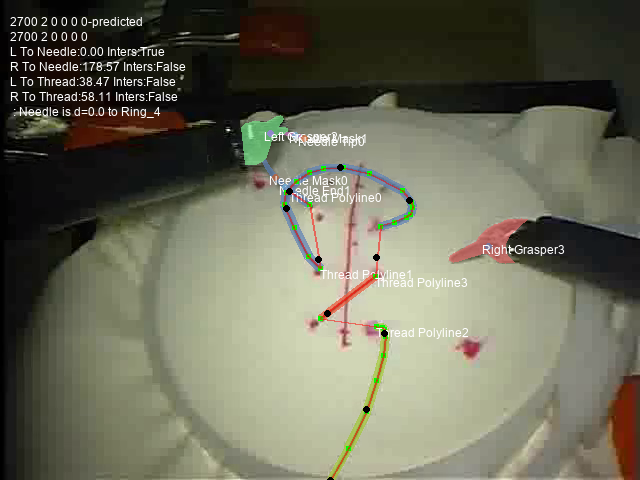 2700 2 0 0 0 0-predicted
2700 2 0 0 0 0
L To Needle:0.00 Inters:True
R To Needle:178.57 Inters:False
L To Thread:38.47 Inters:False
R To Thread:58.11 Inters:False
: Needle is d=0.0 to Ring_4
Left Grasper2
Needle Mask1
Needle Tip0
Needle Mask0
Needle End1
Thread Polyline0
Right Grasper3
Thread Polyline1
Thread Polyline3
Thread Polyline2